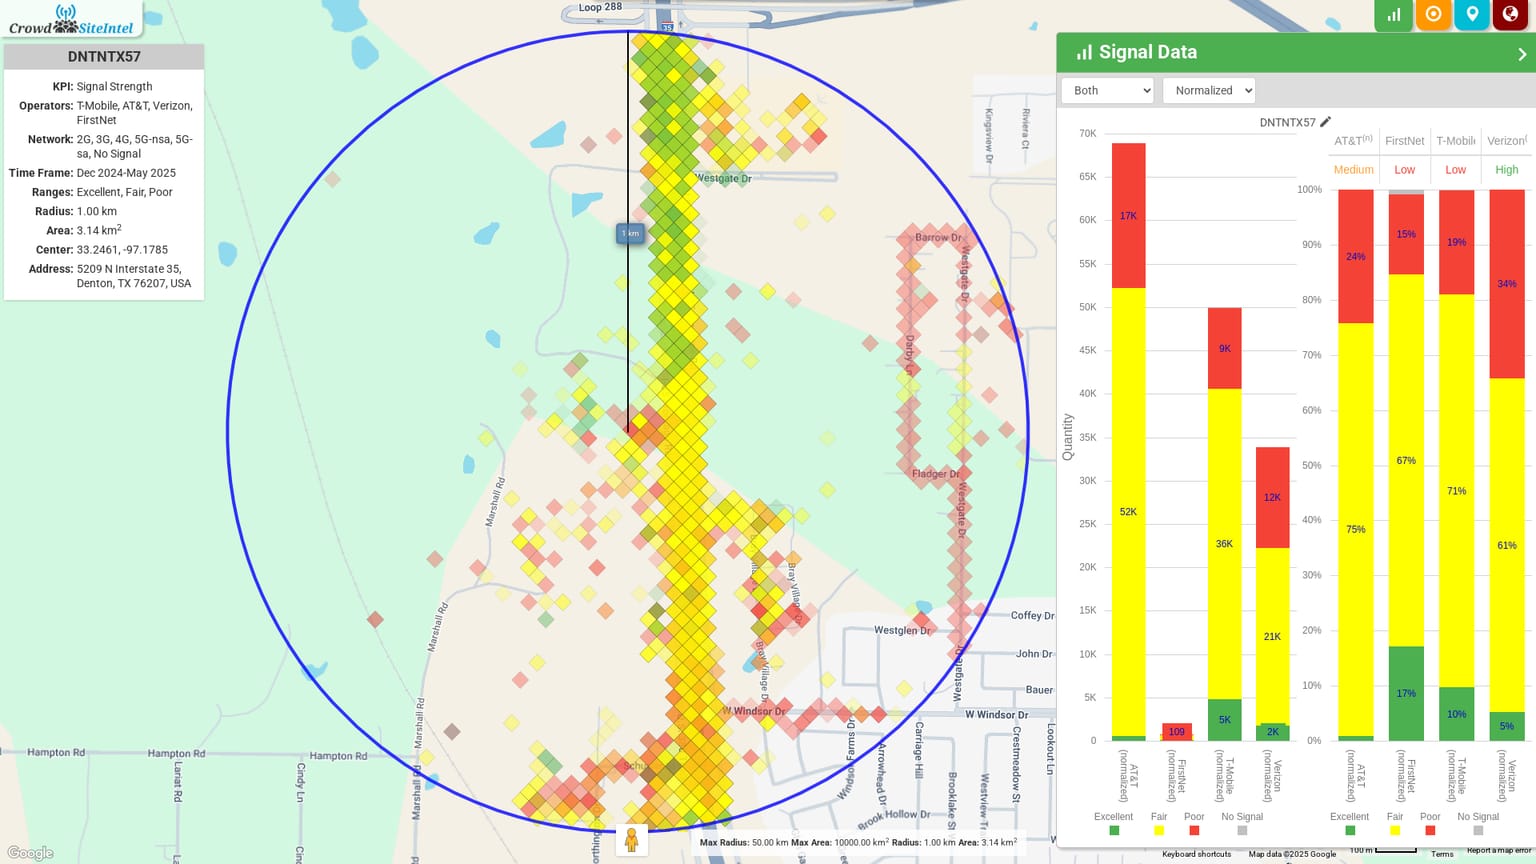 CrowdSiteIntel
DNTNTX57
KPI: Signal Strength
Operators: T-Mobile, AT&T, Verizon,
FirstNet
Network: 2G, 3G, 4G, 5G-nsa, 5G-
sa, No Signal
Time Frame: Dec 2024-May 2025
Ranges: Excellent, Fair, Poor
Radius: 1.00 km
Area: 3.14 km²
Center: 33.2461, -97.1785
Address: 5209 N Interstate 35,
Denton, TX 76207, USA
Loop 288
35
Kingsview Dr
Riviera Ct
Westgate Dr
1 km
Barrow Dr
Westgate Dr
Darby Ln
Fladger Dr
Westgate Dr
Marshall Rd
Bray Village Dr
Marshall Rd
Coffey Dr
Westglen Dr
John Dr
Westgate Dr
Bray Village Dr
Bauer
Marshall Rd
W Windsor Dr
W Windsor Dr
Hampton Rd
Hampton Rd
Hampton Rd
Windsor Farms Dr
Carriage Hill
Crestmeadow St
Lookout Ln
Arrowhead Dr
Lariat Rd
Cindy Ln
Marshall Rd
Schu
Brooklake S
Westview Tra
Brook Hollow Dr
Google
Max Radius: 50.00 km Max Area: 10000.00 km² Radius: 1.00 km Area: 3.14 km²
Keyboard shortcuts
Map data ©2025 Google
100 m
Terms
Report a map error
Signal Data
Both
Normalized
DNTNTX57
70K
65K
60K
55K
50K
45K
40K
35K
30K
25K
20K
15K
10K
5K
0
Quantity
17K
52K
109
9K
36K
5K
12K
21K
2K
AT&T (normalized)
FirstNet (normalized)
T-Mobile (normalized)
Verizon (normalized)
Excellent
Fair
Poor
No Signal
AT&T(n)
FirstNet
T-Mobile
Verizon(
Medium
Low
Low
High
100%
90%
80%
70%
60%
50%
40%
30%
20%
10%
0%
24%
75%
15%
67%
17%
19%
71%
10%
34%
61%
5%
AT&T (normalized)
FirstNet (normalized)
T-Mobile (normalized)
Verizon (normalized)
Excellent
Fair
Poor
No Signal